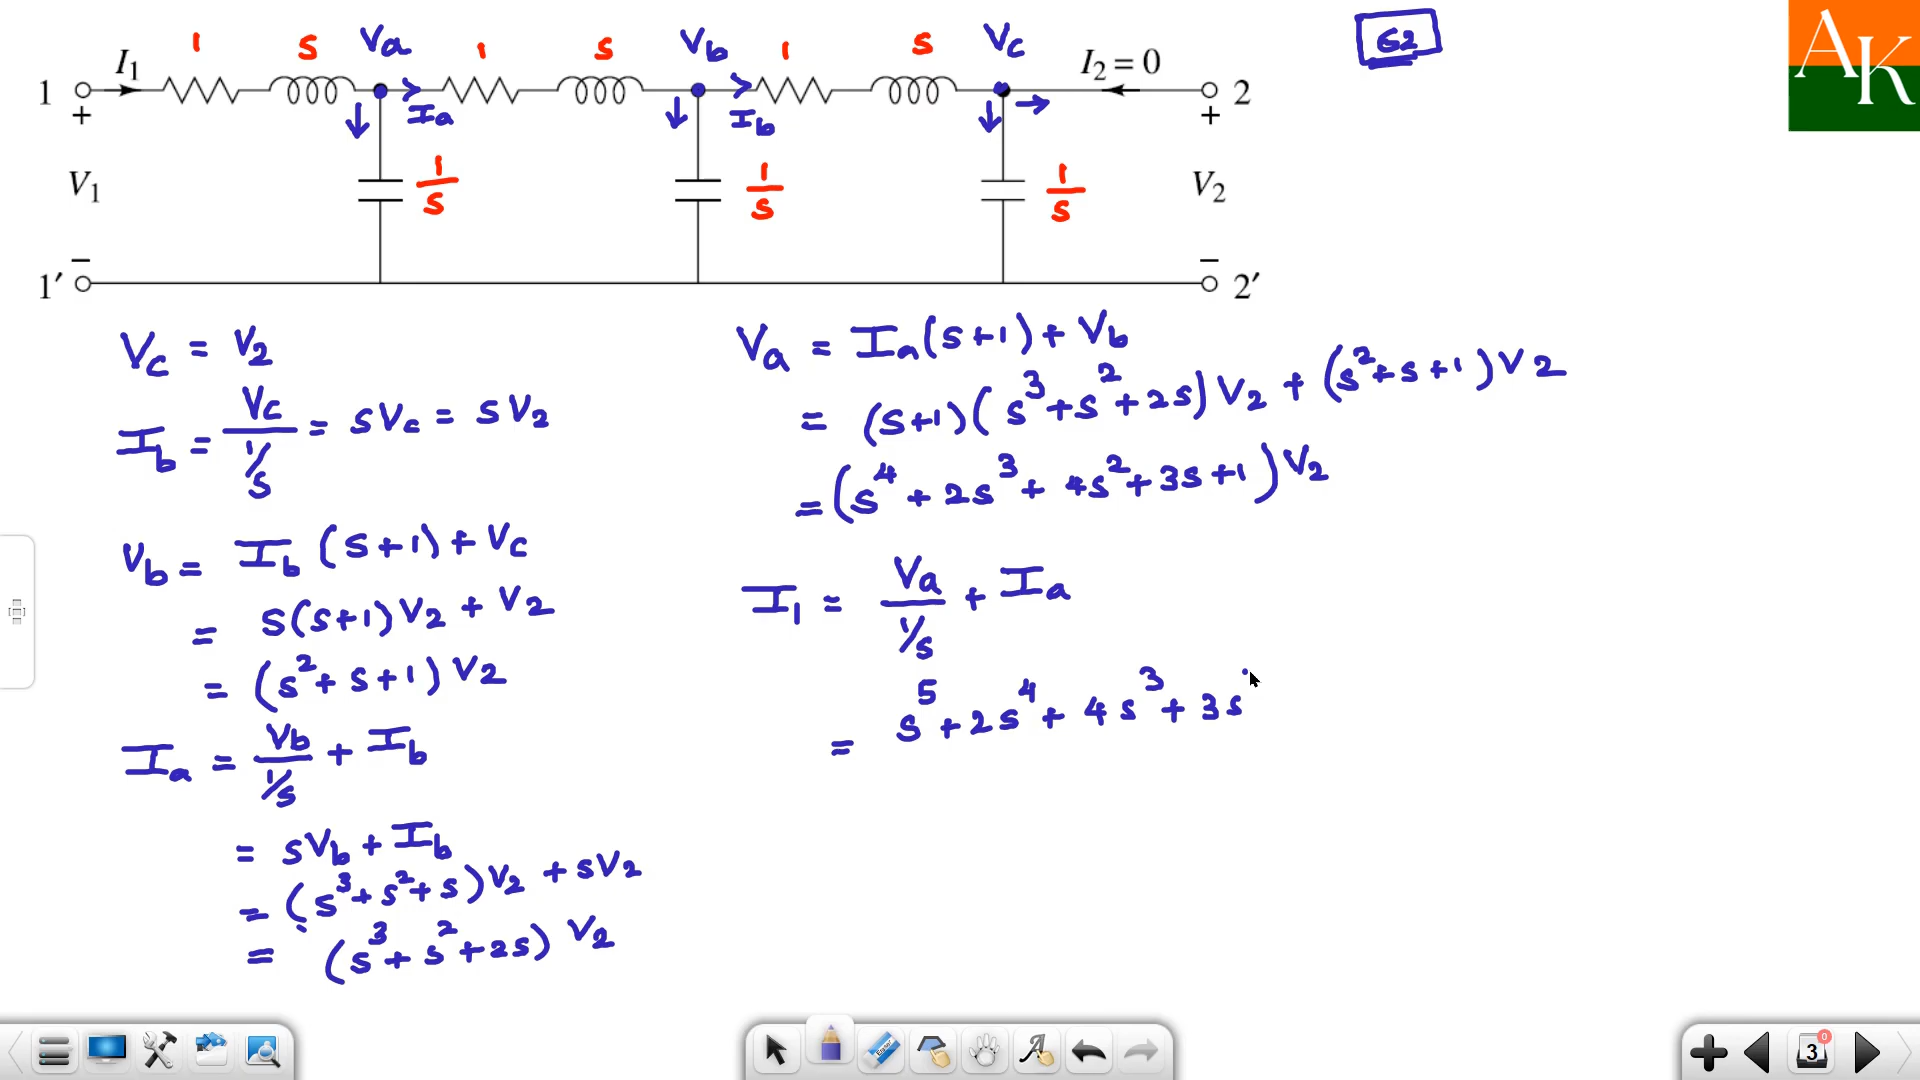 62
AK
1 S Va 1 S Vb 1 S Vc
1 I₁ Ia Ib I₂ = 0 2
+ +
V₁ 1/S 1/S 1/S V₂
− −
1′ 2′
Vc = V₂
Ib = Vc/(1/S) = SVc = SV₂
Vb = Ib (S+1) + Vc
= S(S+1)V₂ + V₂
= (S²+S+1)V₂
Ia = Vb/(1/S) + Ib
= SVb + Ib
= (S³+S²+S)V₂ + SV₂
= (S³+S²+2S) V₂
Va = Ia(S+1) + Vb
= (S+1)(S³+S²+2S)V₂ + (S²+S+1)V₂
= (S⁴ + 2S³ + 4S² + 3S + 1)V₂
I₁ = Va/(1/S) + Ia
= S⁵ + 2S⁴ + 4S³ + 3S
Eraser
A
3
0